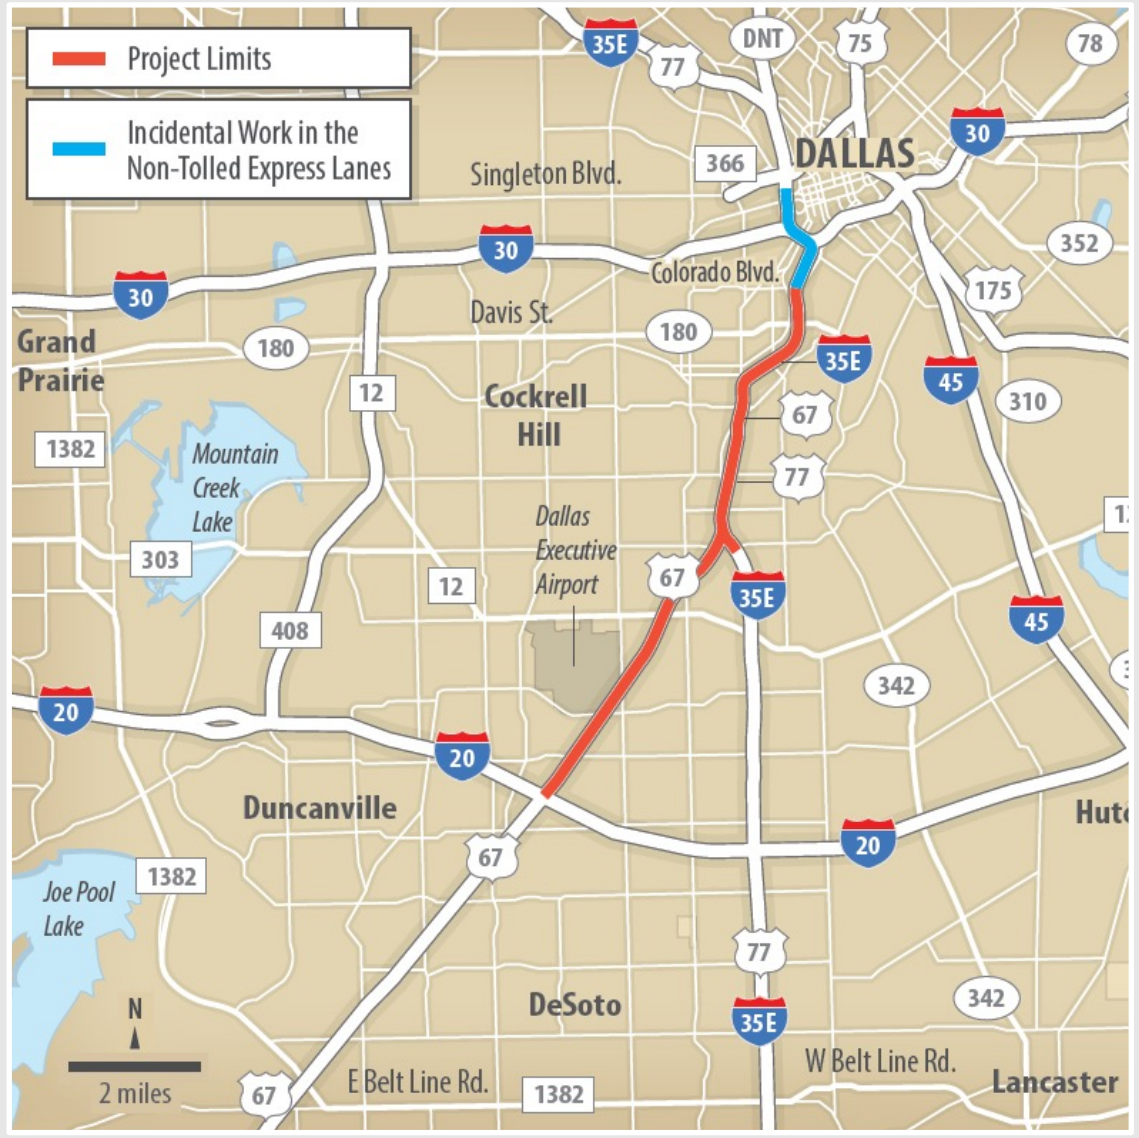 Project Limits
Incidental Work in the
Non-Tolled Express Lanes
35E
77
DNT
75
78
30
DALLAS
366
Singleton Blvd.
352
30
30
Colorado Blvd.
175
Davis St.
180
180
Grand
Prairie
35E
45
12
310
Cockrell
Hill
67
1382
Mountain
Creek
Lake
77
Dallas
Executive
Airport
303
12
67
35E
45
408
342
20
20
Duncanville
20
67
1382
Joe Pool
Lake
77
342
DeSoto
35E
N
2 miles
67
E Belt Line Rd.
1382
W Belt Line Rd.
Lancaster